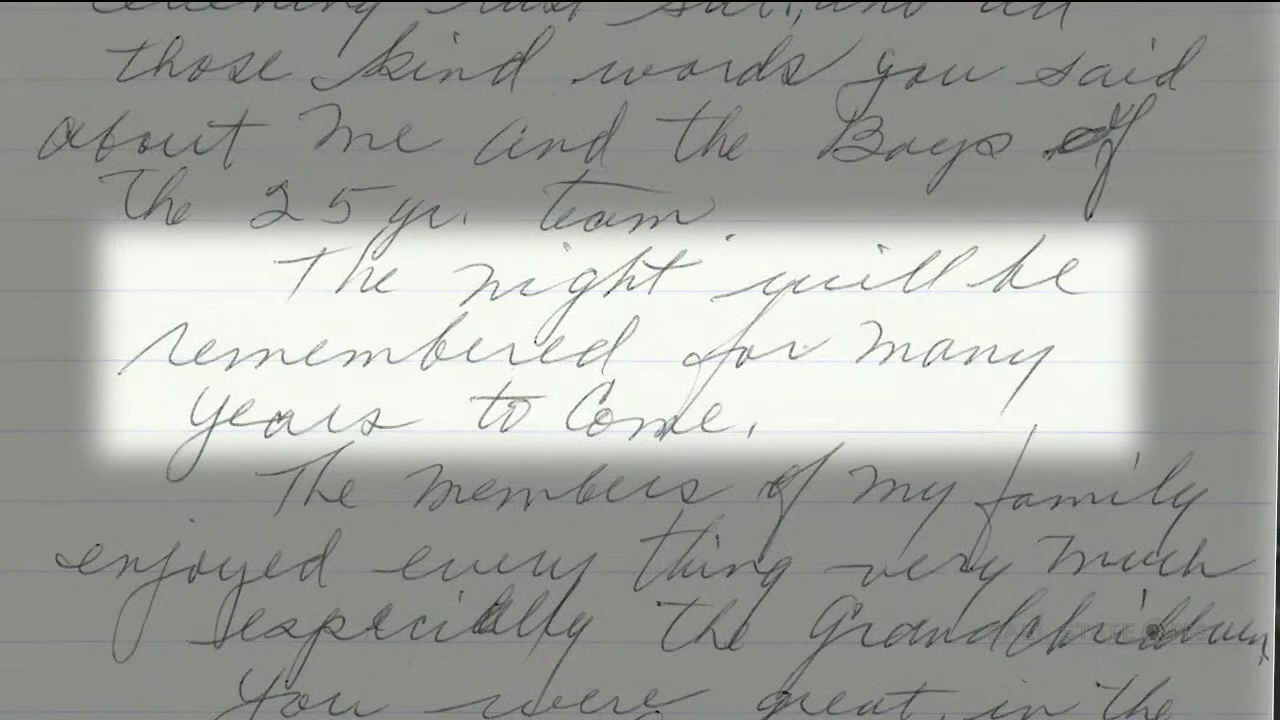 those kind words you said
about me and the Boys of
The 25 yr. team.
The night will be
remembered for many
years to Come.
The members of my family
enjoyed every thing very much
especially the Grandchildren,
You were great in the